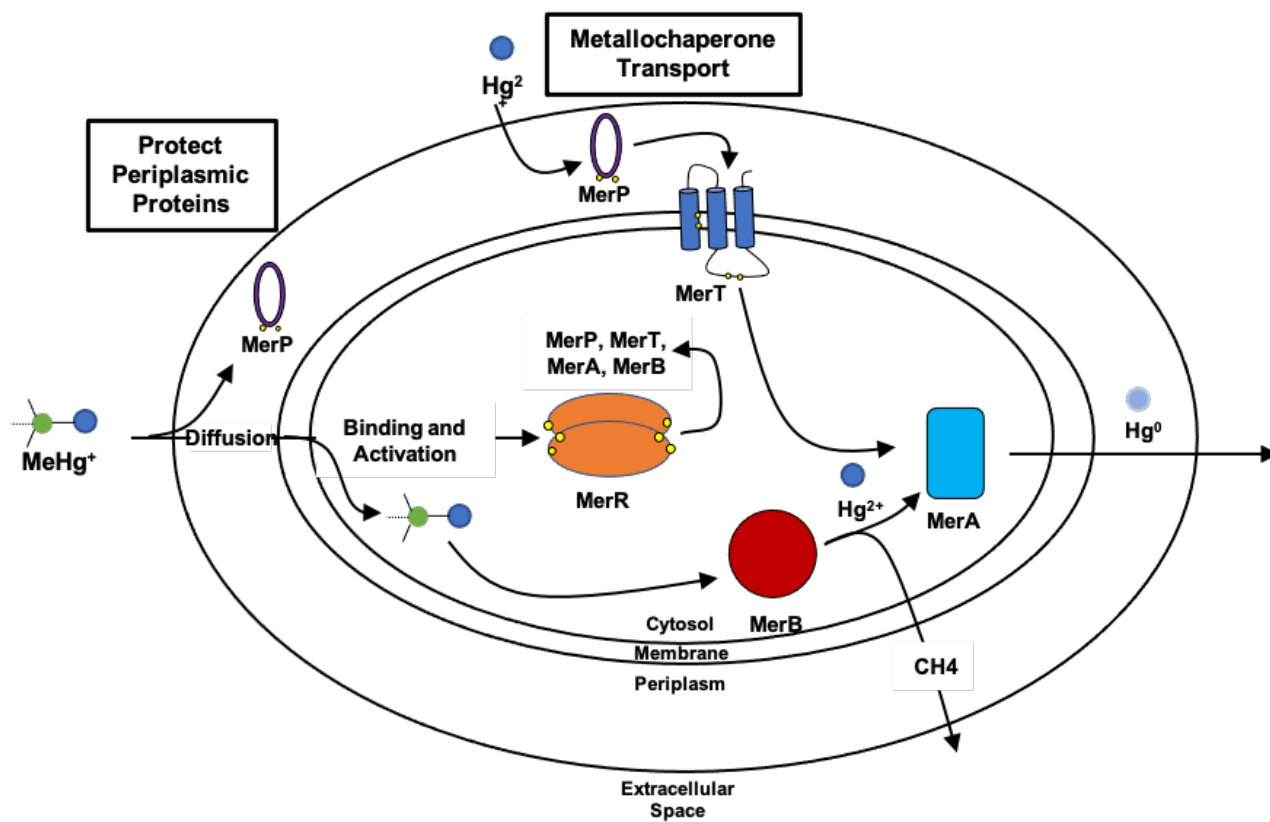 Metallochaperone
Transport
Hg2
+
Protect
Periplasmic
Proteins
MerP
MerT
MerP
MerP, MerT,
MerA, MerB
Hg0
MeHg+
Diffusion
Binding and
Activation
MerR
Hg2+
MerA
Cytosol
MerB
Membrane
Periplasm
CH4
Extracellular
Space